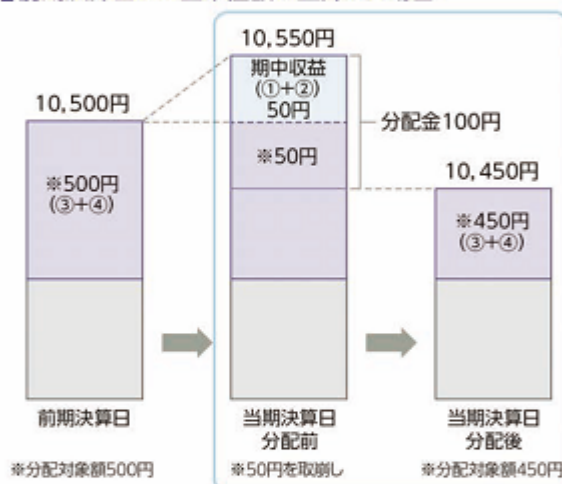 10,550円
期中収益
(①+②)
50円
10,500円
分配金100円
※50円
※500円
(③+④)
10,450円
※450円
(③+④)
前期決算日
当期決算日
分配前
当期決算日
分配後
※分配対象額500円
※50円を取崩し
※分配対象額450円